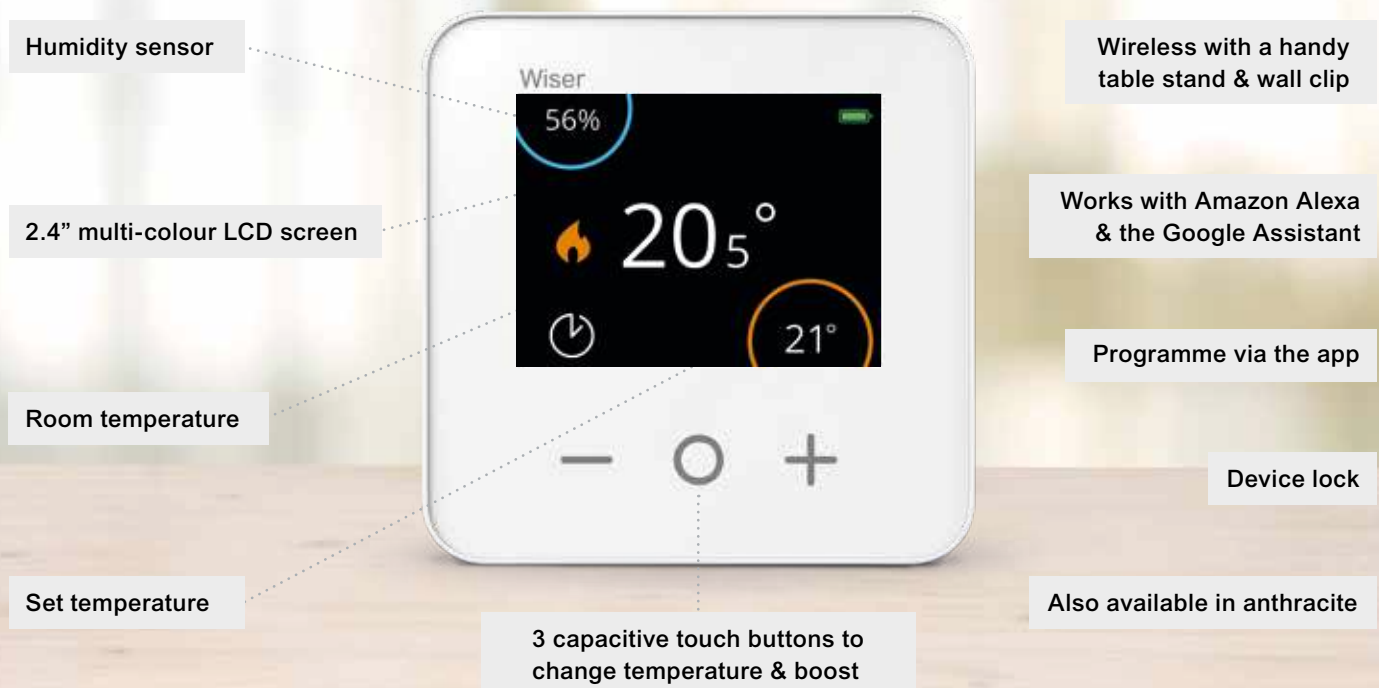 Humidity sensor
2.4” multi-colour LCD screen
Room temperature
Set temperature
Wiser
56%
20 5°
21°
3 capacitive touch buttons to
change temperature & boost
Wireless with a handy
table stand & wall clip
Works with Amazon Alexa
& the Google Assistant
Programme via the app
Device lock
Also available in anthracite